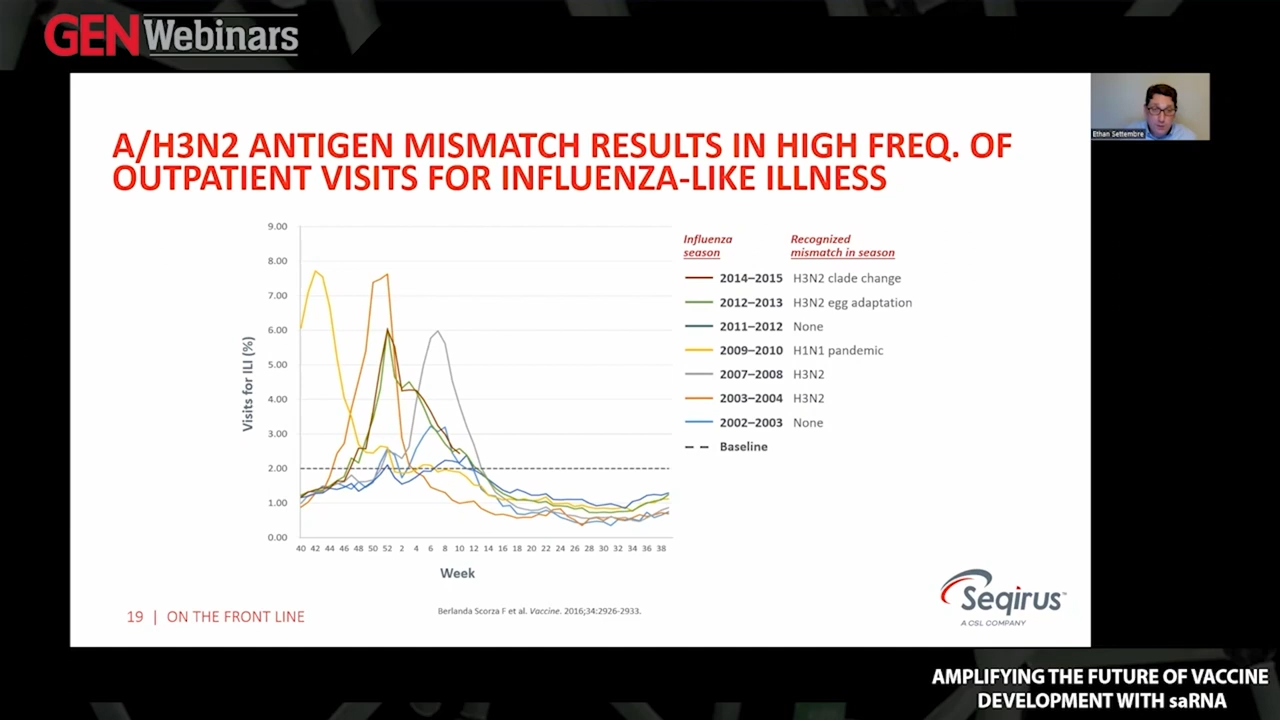 GEN Webinars
Ethan Settembre
A/H3N2 ANTIGEN MISMATCH RESULTS IN HIGH FREQ. OF
OUTPATIENT VISITS FOR INFLUENZA-LIKE ILLNESS
Visits for ILI (%)
9.00
8.00
7.00
6.00
5.00
4.00
3.00
2.00
1.00
0.00
40 42 44 46 48 50 52 2 4 6 8 10 12 14 16 18 20 22 24 26 28 30 32 34 36 38
Week
Influenza season
Recognized mismatch in season
2014–2015 H3N2 clade change
2012–2013 H3N2 egg adaptation
2011–2012 None
2009–2010 H1N1 pandemic
2007–2008 H3N2
2003–2004 H3N2
2002–2003 None
Baseline
Berlanda Scorza F et al. Vaccine. 2016;34:2926-2933.
19 | ON THE FRONT LINE
Seqirus™
A CSL COMPANY
AMPLIFYING THE FUTURE OF VACCINE
DEVELOPMENT WITH saRNA